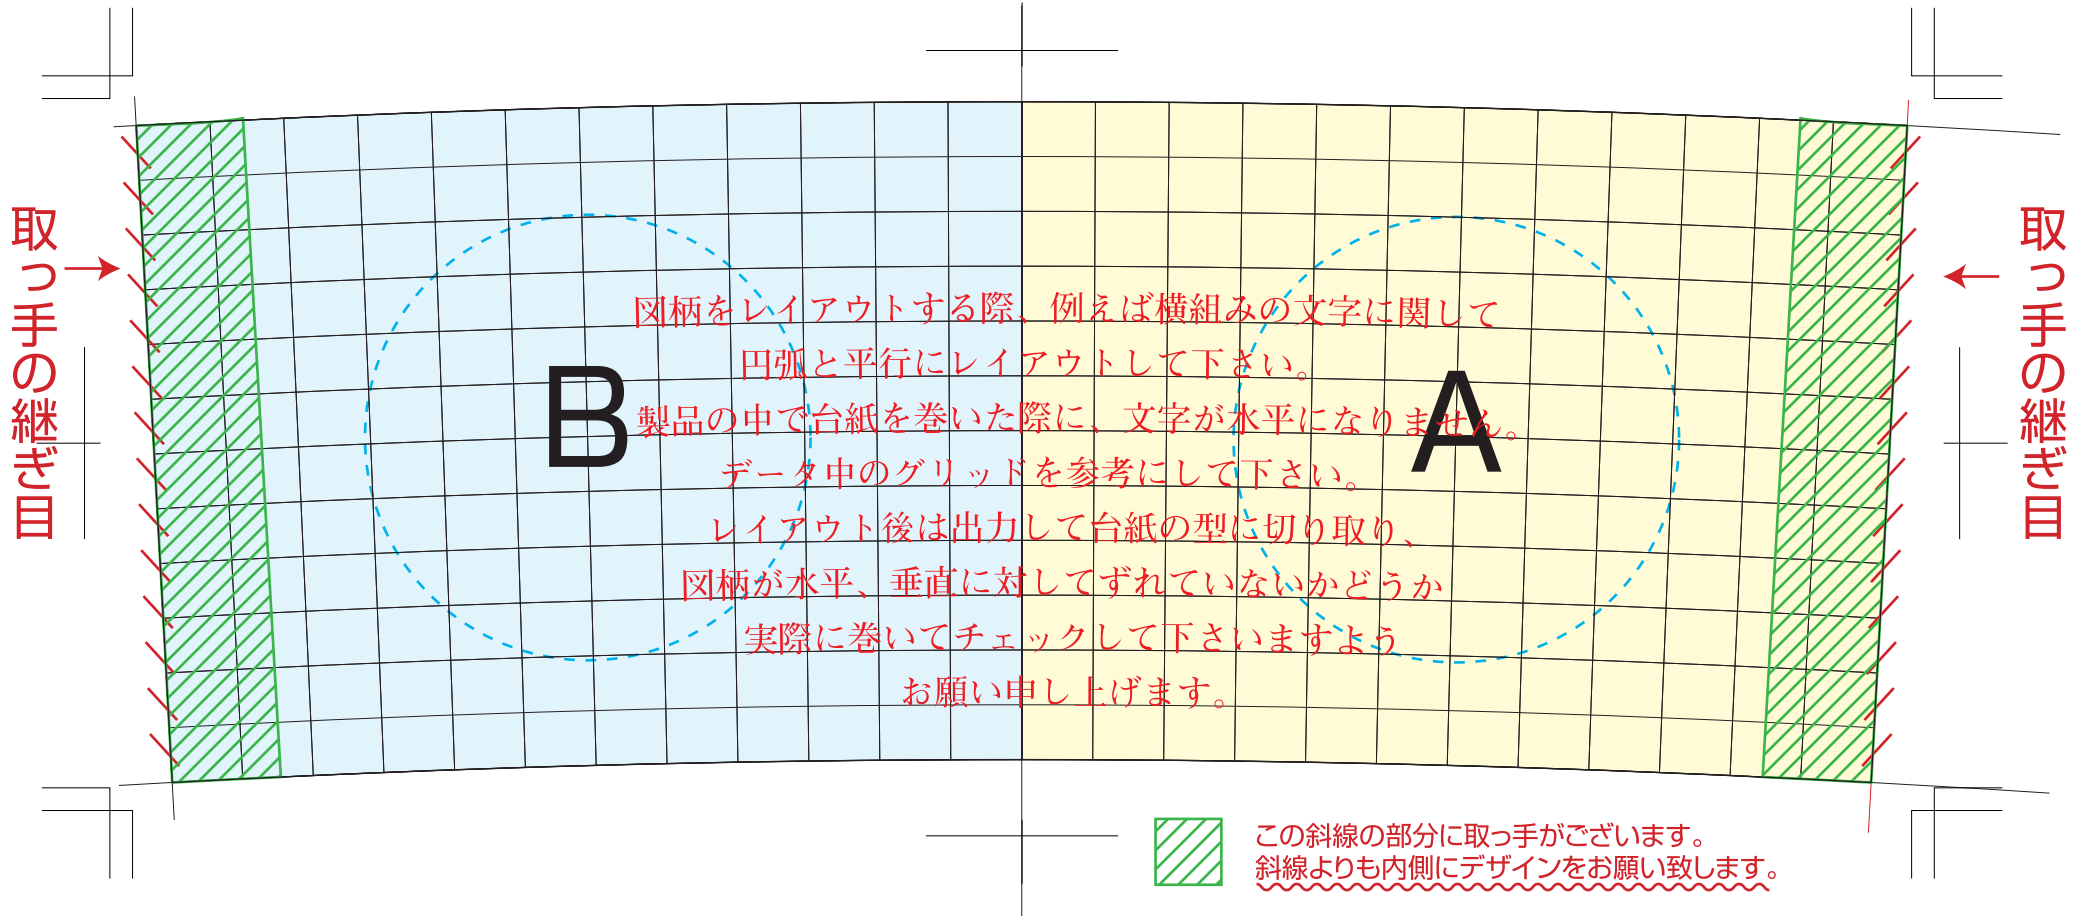 取っ手の継ぎ目
図柄をレイアウトする際、例えば横組みの文字に関して
円弧と平行にレイアウトして下さい。
B
製品の中で台紙を巻いた際に、文字が水平になりません。
A
データ中のグリッドを参考にして下さい。
レイアウト後は出力して台紙の型に切り取り、
図柄が水平、垂直に対してずれていないかどうか
実際に巻いてチェックして下さいますよう
お願い申し上げます。
取っ手の継ぎ目
この斜線の部分に取っ手がございます。
斜線よりも内側にデザインをお願い致します。